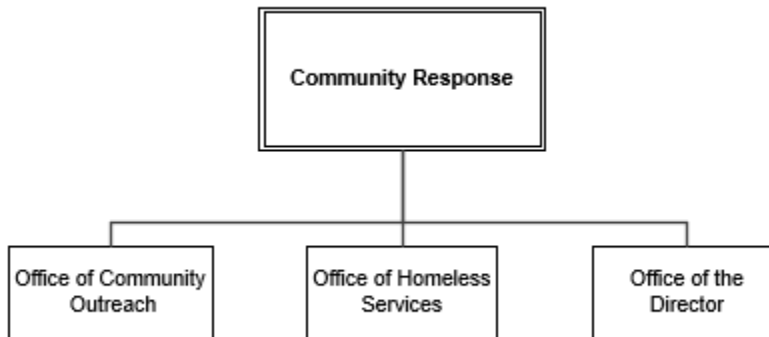 Community Response
Office of Community
Outreach
Office of Homeless
Services
Office of the
Director